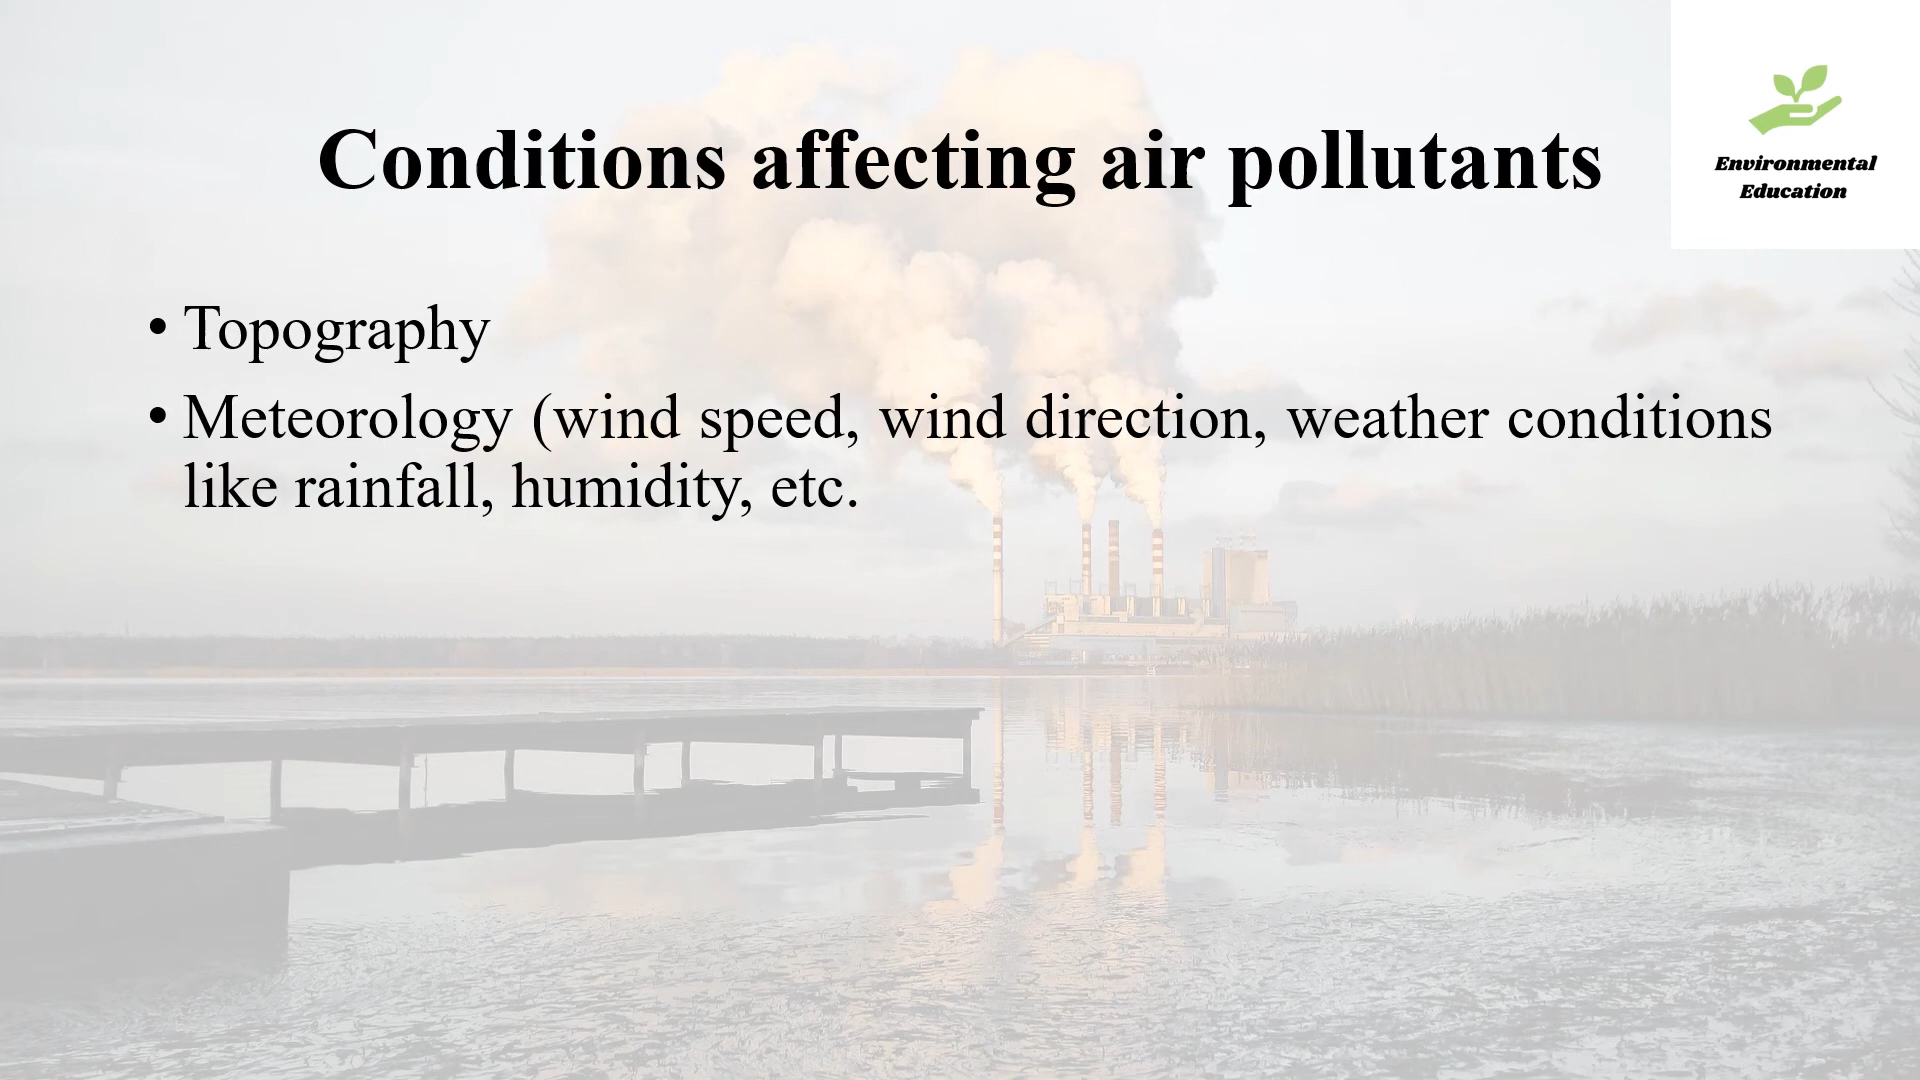 Conditions affecting air pollutants
Environmental
Education
• Topography
• Meteorology (wind speed, wind direction, weather conditions
like rainfall, humidity, etc.